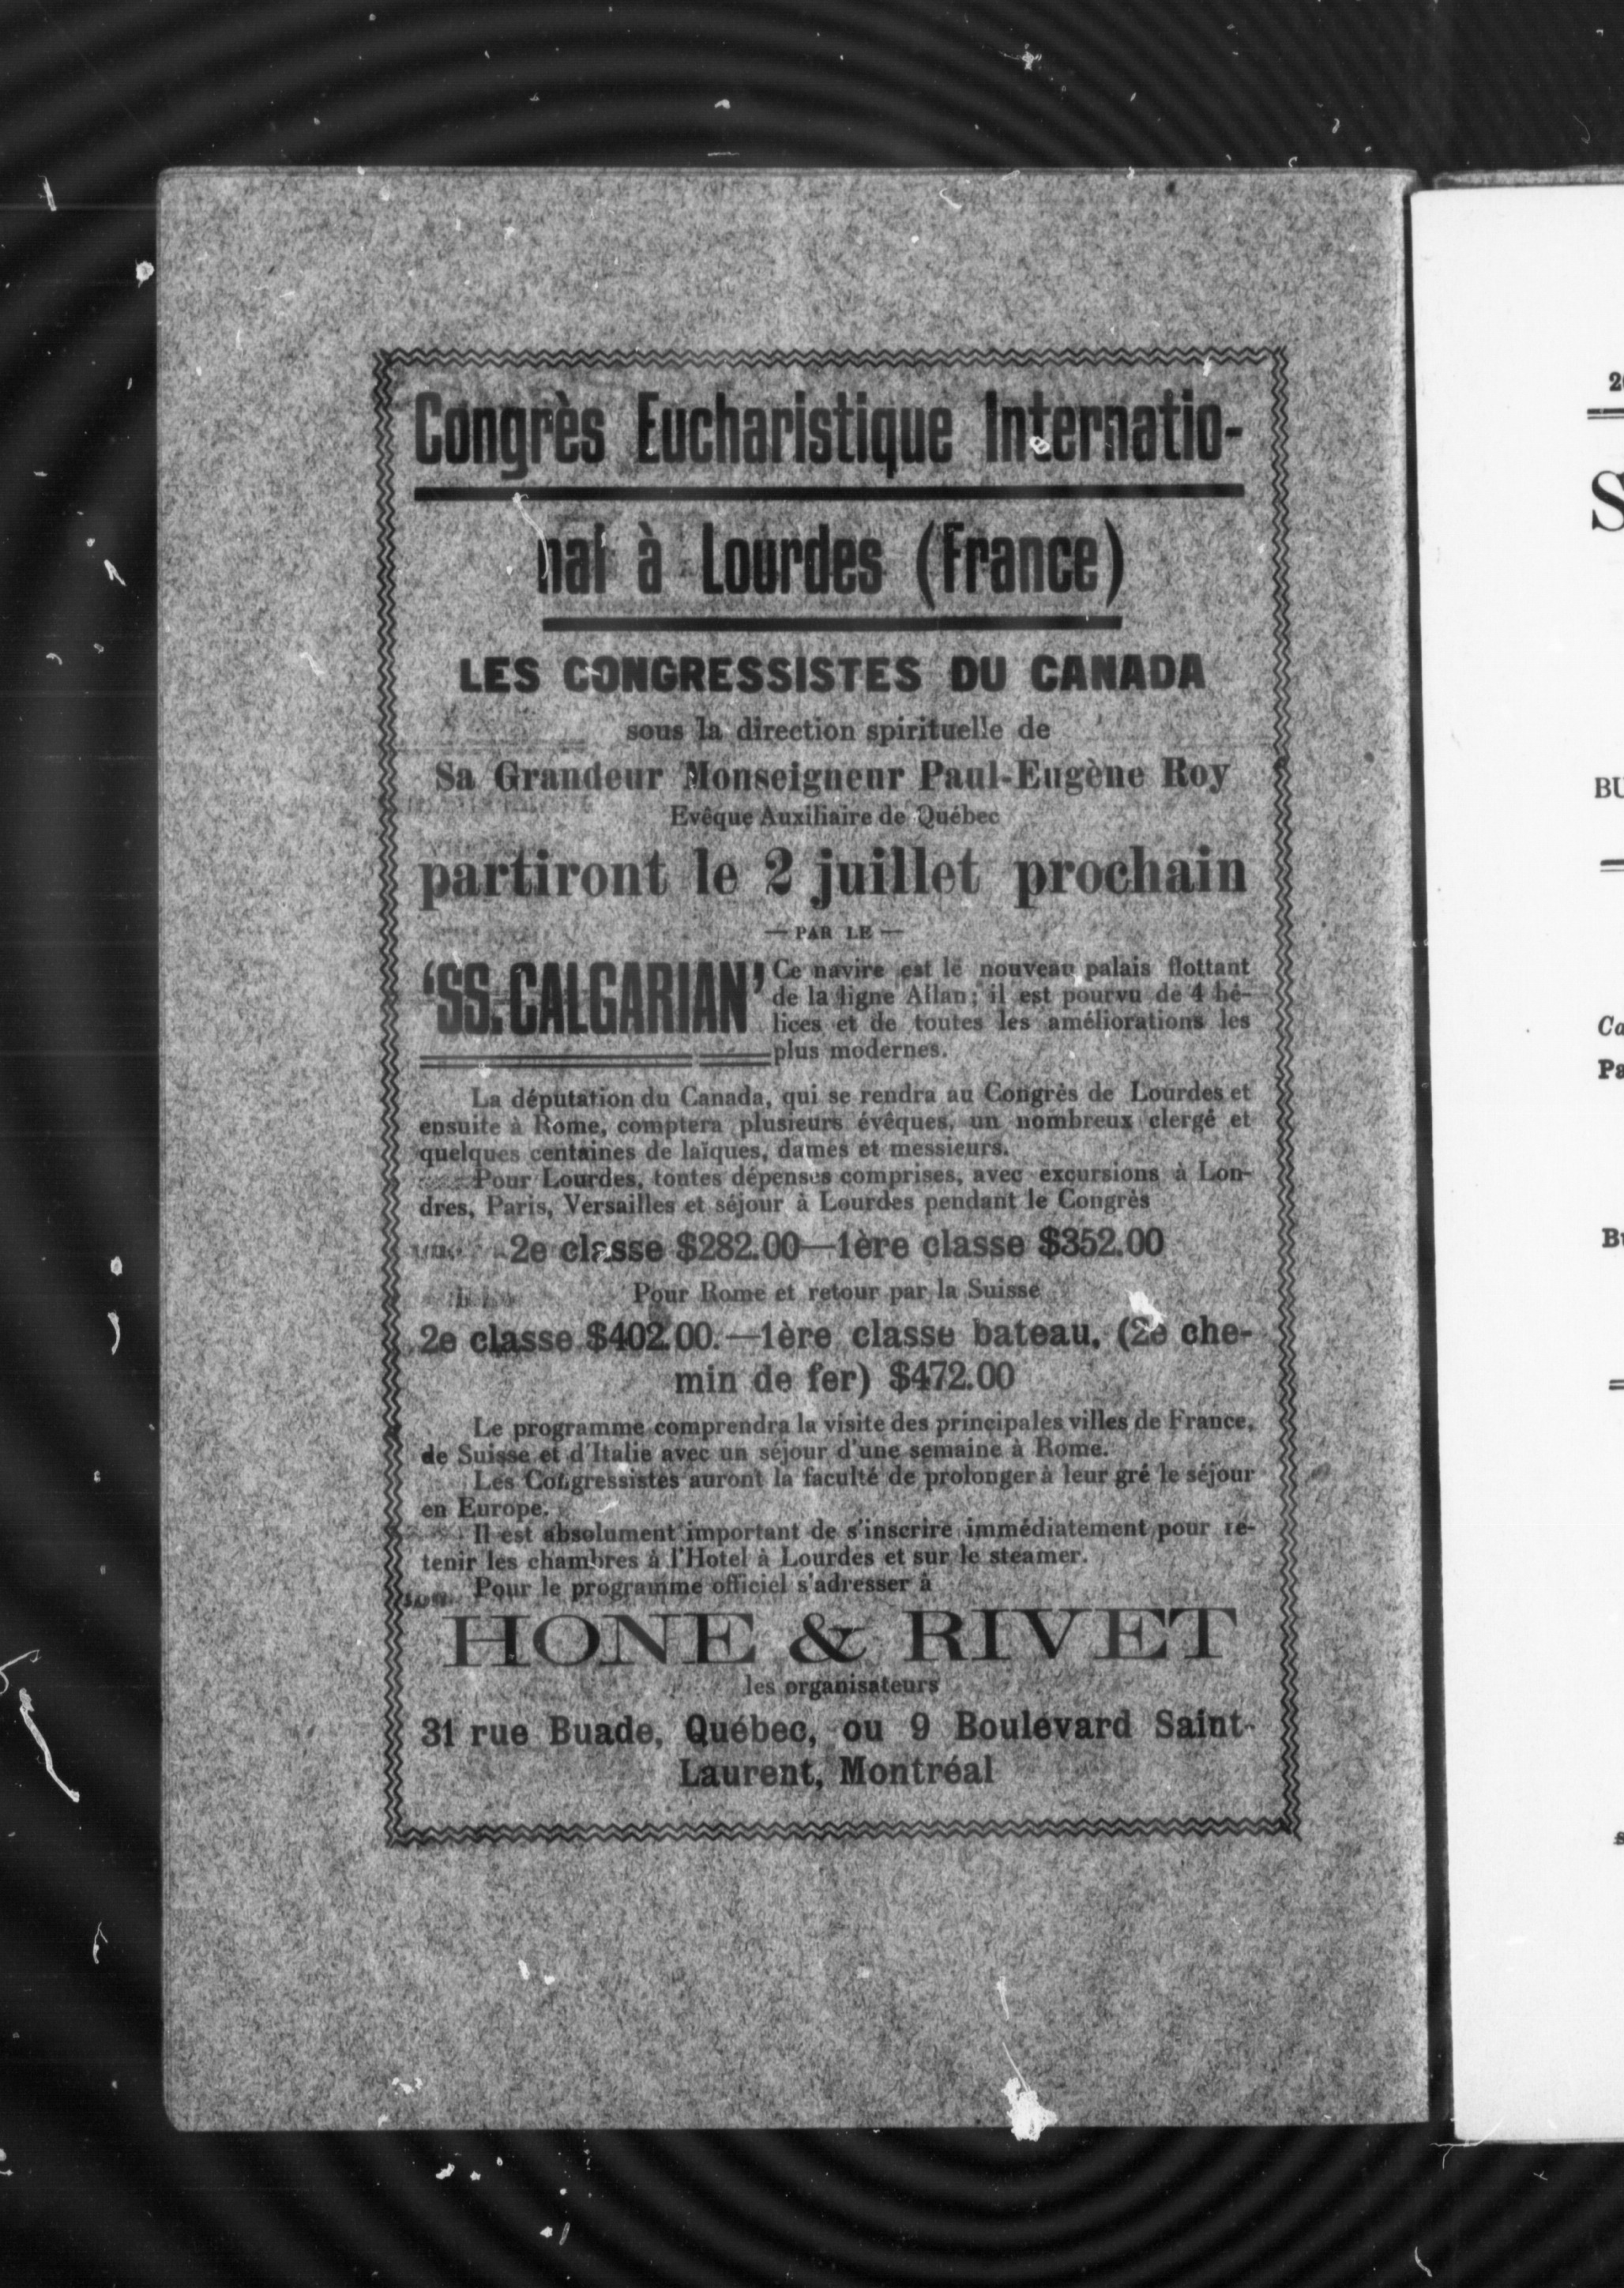 Congrès Eucharistique Internatio-
nal à Lourdes (France)
LES CONGRESSISTES DU CANADA
sous la direction spirituelle de
Sa Grandeur Monseigneur Paul-Eugène Roy
Evêque Auxiliaire de Québec
partiront le 2 juillet prochain
— PAR LE —
'SS. CALGARIAN'
Ce navire est le nouveau palais flottant
de la ligne Allan; il est pourvu de 4 hé-
lices et de toutes les améliorations les
plus modernes.
La députation du Canada, qui se rendra au Congrès de Lourdes et
ensuite à Rome, comptera plusieurs évêques, un nombreux clergé et
quelques centaines de laïques, dames et messieurs.
Pour Lourdes, toutes dépenses comprises, avec excursions à Lon-
dres, Paris, Versailles et séjour à Lourdes pendant le Congrès
2e classe $282.00—1ère classe $352.00
Pour Rome et retour par la Suisse
2e classe $402.00.—1ère classe bateau, (2e che-
min de fer) $472.00
Le programme comprendra la visite des principales villes de France,
de Suisse et d'Italie avec un séjour d'une semaine à Rome.
Les Congressistes auront la faculté de prolonger à leur gré le séjour
en Europe.
Il est absolument important de s'inscrire immédiatement pour re-
tenir les chambres à l'Hotel à Lourdes et sur le steamer.
Pour le programme officiel s'adresser à
HONE & RIVET
les organisateurs
31 rue Buade, Québec, ou 9 Boulevard Saint-
Laurent, Montréal
S
BU
Ca
Pa